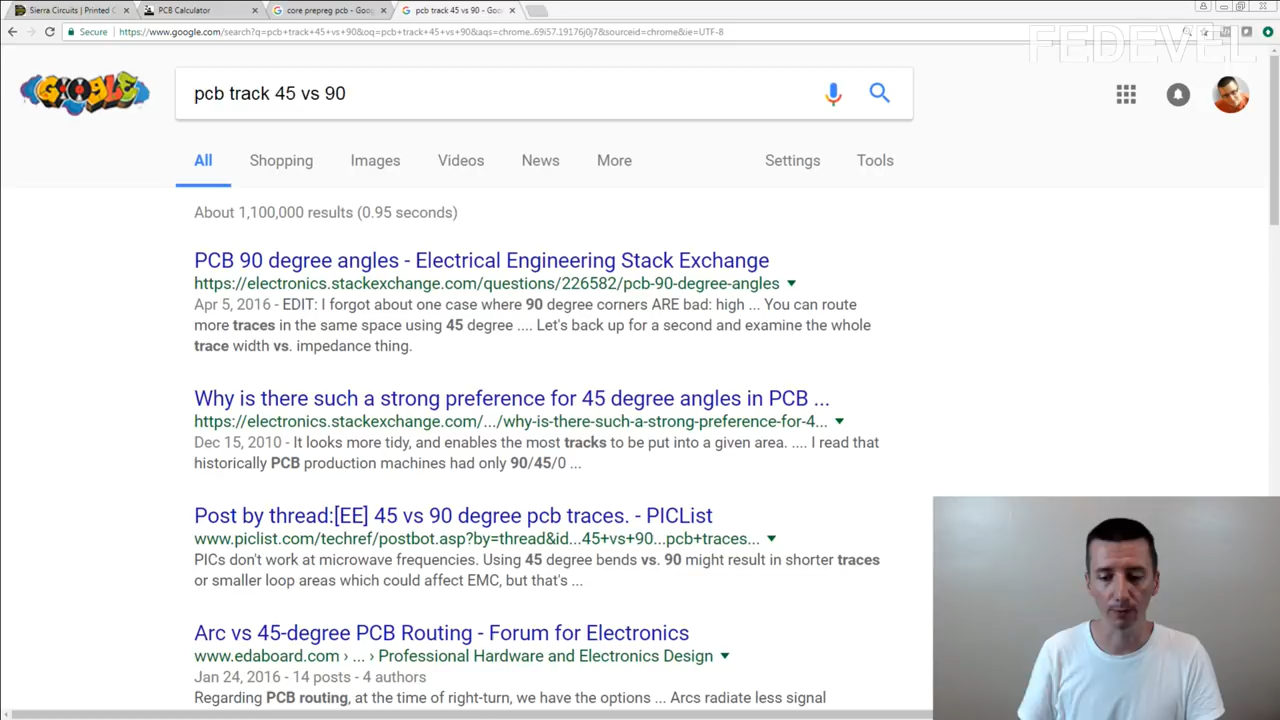 Sierra Circuits | Printed C
PCB Calculator
core prepreg pcb - Goog
pcb track 45 vs 90 - Goo
Secure
https://www.google.com/search?q=pcb+track+45+vs+90&oq=pcb+track+45+vs+90&aqs=chrome..69i57.19176j0j7&sourceid=chrome&ie=UTF-8
FEDEVEL
GOOGLE
pcb track 45 vs 90
All Shopping Images Videos News More Settings Tools
About 1,100,000 results (0.95 seconds)
PCB 90 degree angles - Electrical Engineering Stack Exchange
https://electronics.stackexchange.com/questions/226582/pcb-90-degree-angles
Apr 5, 2016 - EDIT: I forgot about one case where 90 degree corners ARE bad: high ... You can route
more traces in the same space using 45 degree .... Let's back up for a second and examine the whole
trace width vs. impedance thing.
Why is there such a strong preference for 45 degree angles in PCB ...
https://electronics.stackexchange.com/.../why-is-there-such-a-strong-preference-for-4...
Dec 15, 2010 - It looks more tidy, and enables the most tracks to be put into a given area. .... I read that
historically PCB production machines had only 90/45/0 ...
Post by thread:[EE] 45 vs 90 degree pcb traces. - PICList
www.piclist.com/techref/postbot.asp?by=thread&id...45+vs+90...pcb+traces...
PICs don't work at microwave frequencies. Using 45 degree bends vs. 90 might result in shorter traces
or smaller loop areas which could affect EMC, but that's ...
Arc vs 45-degree PCB Routing - Forum for Electronics
www.edaboard.com › ... › Professional Hardware and Electronics Design
Jan 24, 2016 - 14 posts - 4 authors
Regarding PCB routing, at the time of right-turn, we have the options ... Arcs radiate less signal